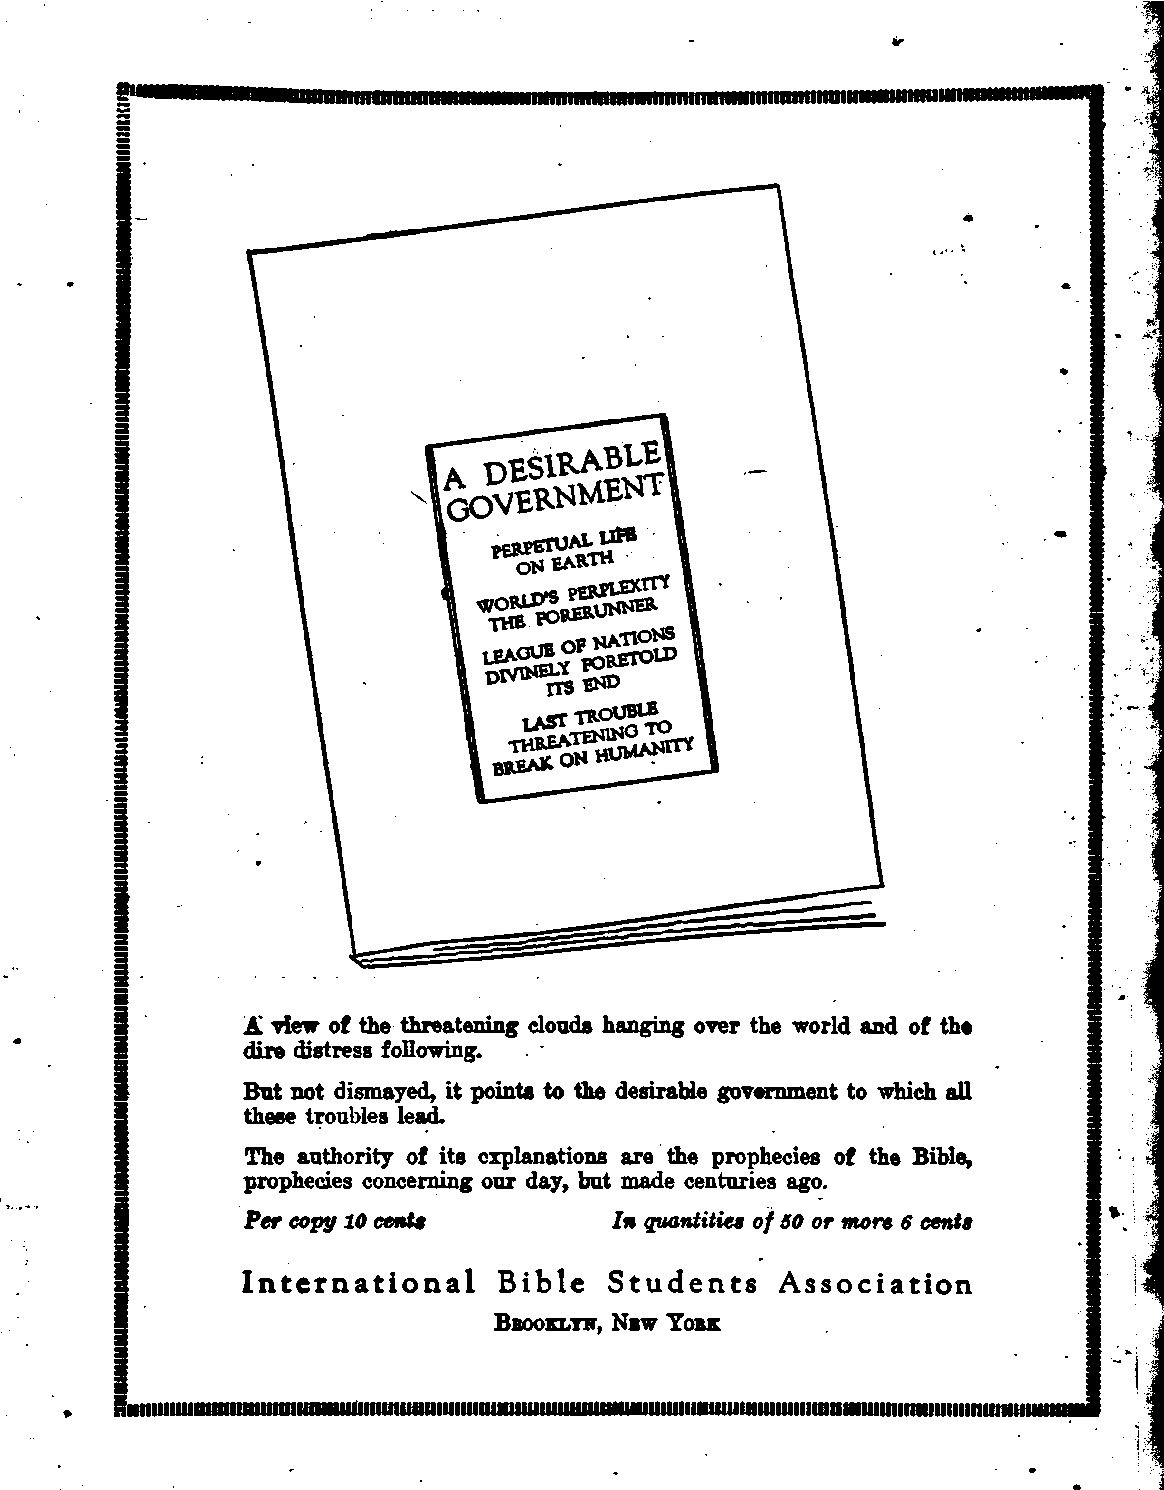 A DESIRABLE
GOVERNMENT
PERPETUAL LIFE
ON EARTH
WORLD'S PERPLEXITY
THE FORERUNNER
LEAGUE OF NATIONS
DIVINELY FORETOLD
ITS END
LAST TROUBLE
THREATENING TO
BREAK ON HUMANITY
A view of the threatening clouds hanging over the world and of the
dire distress following.
But not dismayed, it points to the desirable government to which all
these troubles lead.
The authority of its explanations are the prophecies of the Bible,
prophecies concerning our day, but made centuries ago.
Per copy 10 cents In quantities of 50 or more 6 cents
International Bible Students Association
BROOKLYN, NEW YORK